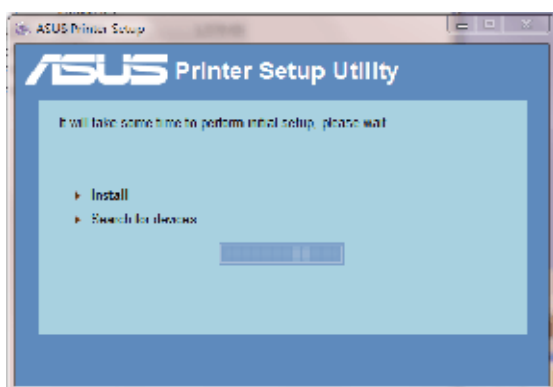 ASUS Printer Setup
ASUS Printer Setup Utility
It will take some time to perform initial setup, please wait
Install
Search for devices